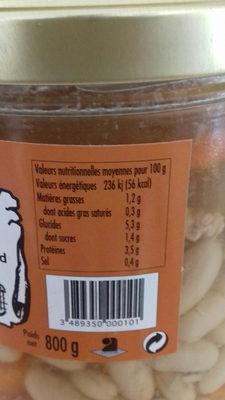 Valeurs nutritionnelles moyennes pour 100 g
Valeurs énergétiques 236 kj (56 kcal)
Matières grasses 1,2 g
dont acides gras saturés 0,3 g
Glucides 5,3 g
dont sucres 1,4 g
Protéines 3,5 g
Sel 0,4 g
3 489350 000101
Poids
net 800 g